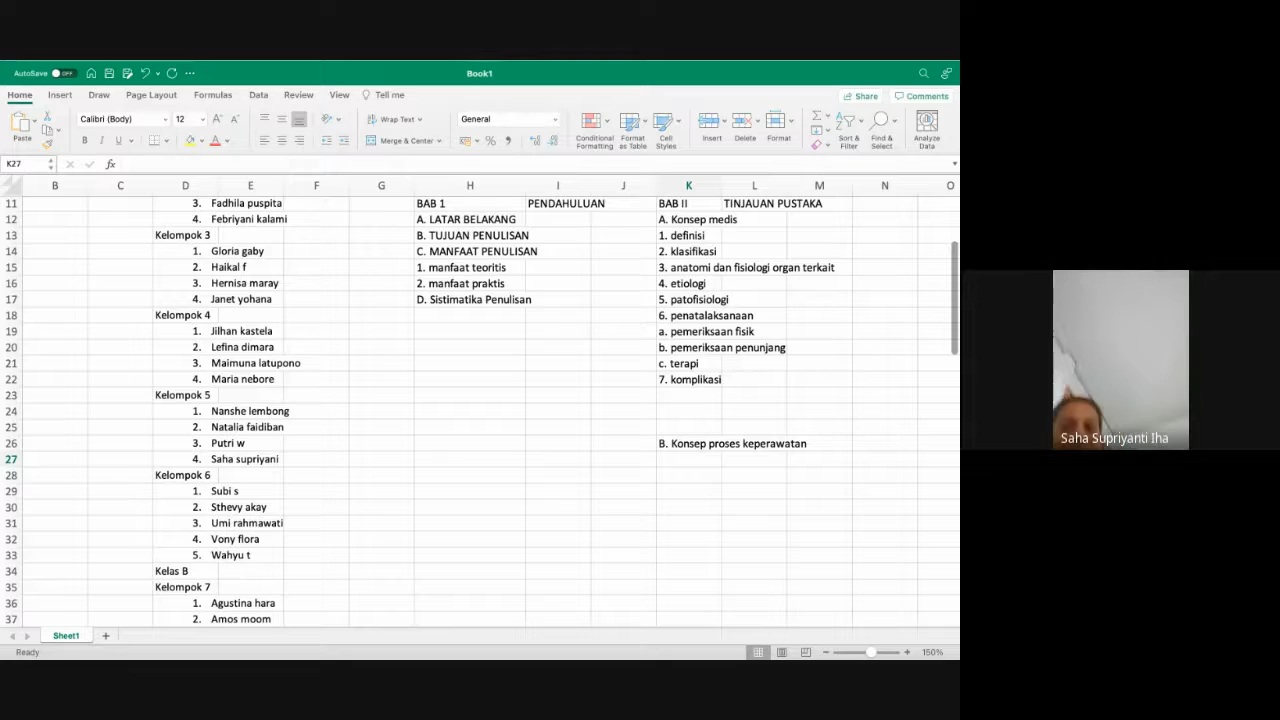 AutoSave OFF Book1
Home Insert Draw Page Layout Formulas Data Review View Tell me Share Comments
Paste Calibri (Body) 12 Wrap Text General Conditional Formatting Format as Table Cell Styles Insert Delete Format Sort & Filter Find & Select Analyze Data
B I U Merge & Center
K27 fx
B C D E F G H I J K L M N O
11 3. Fadhila puspita BAB 1 PENDAHULUAN BAB II TINJAUAN PUSTAKA
12 4. Febriyani kalami A. LATAR BELAKANG A. Konsep medis
13 Kelompok 3 B. TUJUAN PENULISAN 1. definisi
14 1. Gloria gaby C. MANFAAT PENULISAN 2. klasifikasi
15 2. Haikal f 1. manfaat teoritis 3. anatomi dan fisiologi organ terkait
16 3. Hernisa maray 2. manfaat praktis 4. etiologi
17 4. Janet yohana D. Sistimatika Penulisan 5. patofisiologi
18 Kelompok 4 6. penatalaksanaan
19 1. Jilhan kastela a. pemeriksaan fisik
20 2. Lefina dimara b. pemeriksaan penunjang
21 3. Maimuna latupono c. terapi
22 4. Maria nebore 7. komplikasi
23 Kelompok 5
24 1. Nanshe lembong
25 2. Natalia faidiban
26 3. Putri w B. Konsep proses keperawatan
27 4. Saha supriyani
28 Kelompok 6
29 1. Subi s
30 2. Sthevy akay
31 3. Umi rahmawati
32 4. Vony flora
33 5. Wahyu t
34 Kelas B
35 Kelompok 7
36 1. Agustina hara
37 2. Amos moom
Sheet1
Ready 150%
Saha Supriyanti Iha